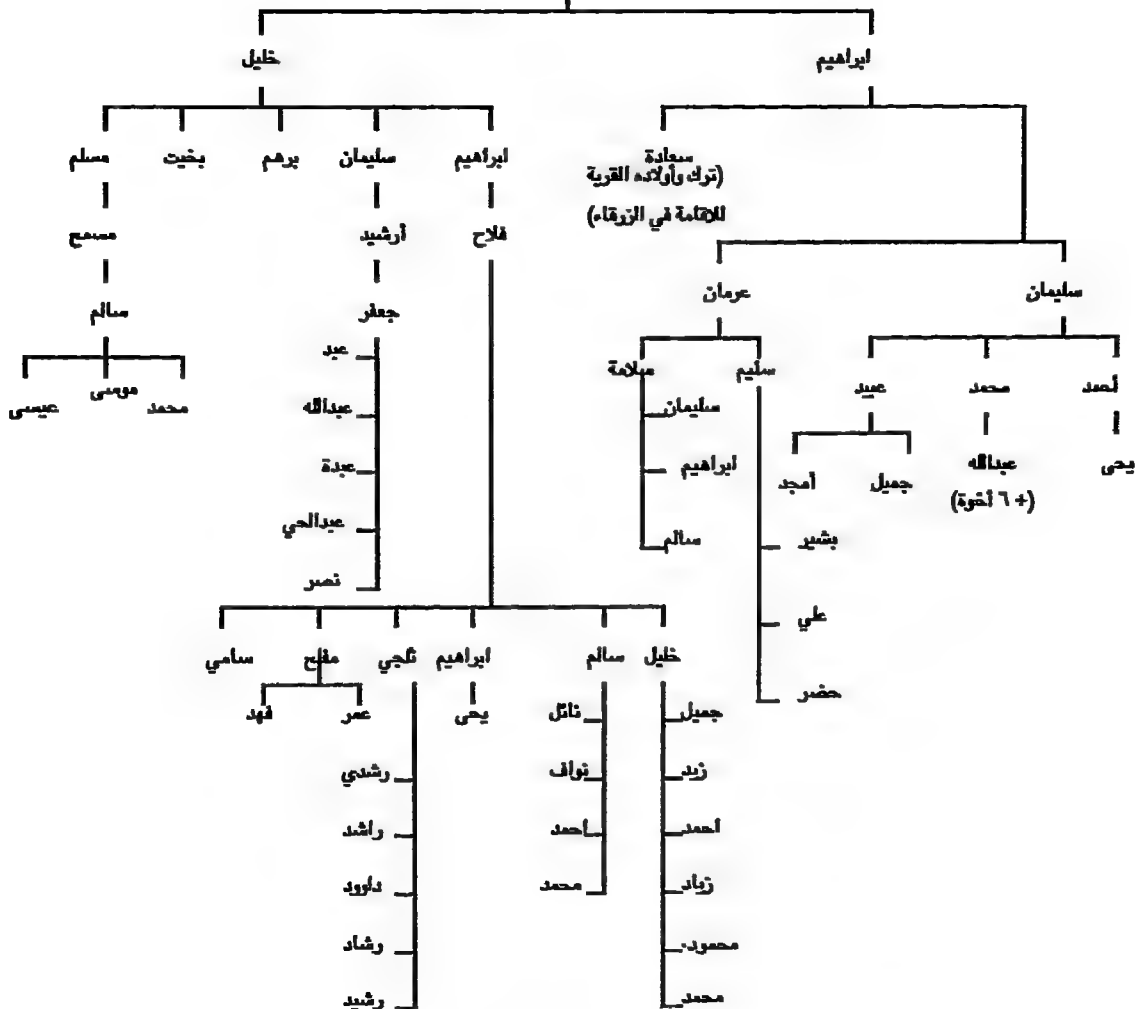 ابراهيم
خليل
سعادة
(ترك وأولاده القرية
للاقامة في الزرقاء)
ابراهيم
سليمان
برهم
بخيت
مسلم
فلاح
أرشيد
مسمح
سليمان
عرمان
جعفر
سالم
أحمد
محمد
عبيد
سليم
سلامة
عبد
عبدالله
عبدة
عبدالحي
نصر
محمد
موسى
عيسى
يحى
عبدالله
(+ ٦ أخوة)
جميل
أمجد
بشير
علي
حضر
سليمان
ابراهيم
سالم
خليل
سالم
ابراهيم
ثلجي
مفلح
سامي
جميل
زيد
أحمد
زياد
محمود
محمد
نائل
نواف
أحمد
محمد
يحى
رشدي
راشد
داوود
رشاد
رشيد
عمر
فهد